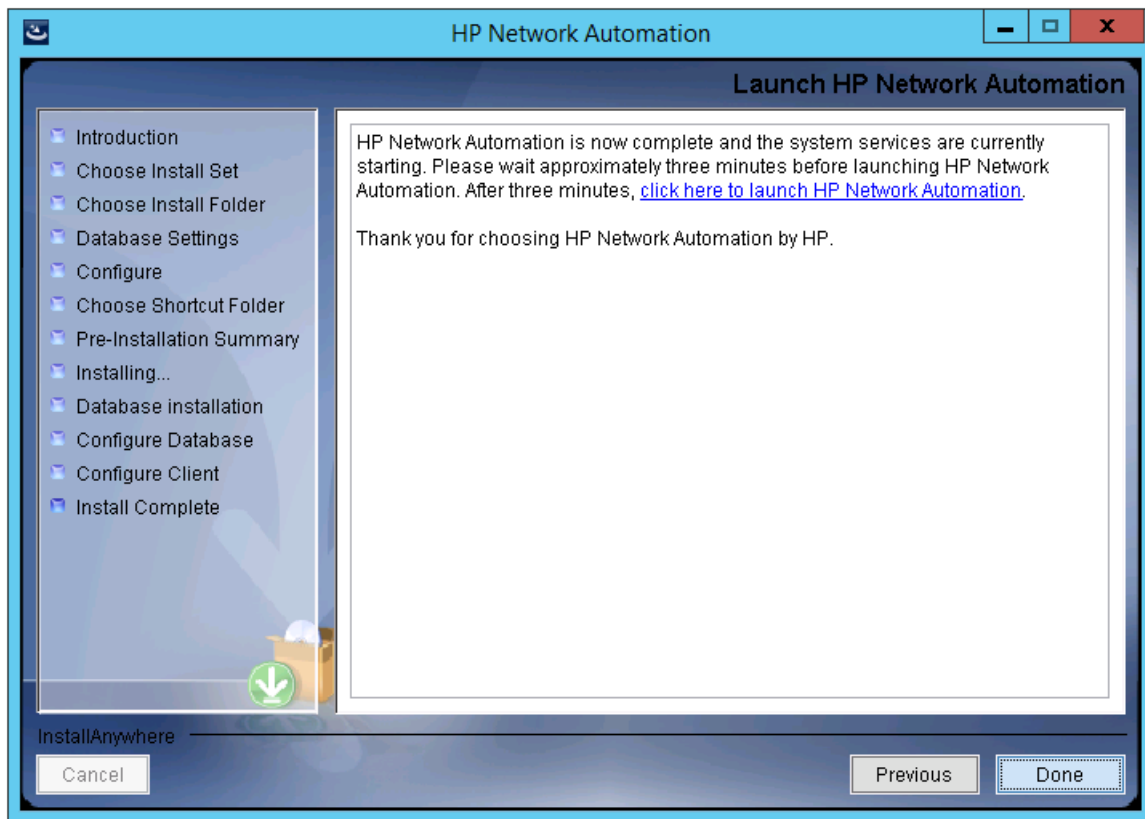 HP Network Automation
Launch HP Network Automation
Introduction
Choose Install Set
Choose Install Folder
Database Settings
Configure
Choose Shortcut Folder
Pre-Installation Summary
Installing...
Database installation
Configure Database
Configure Client
Install Complete
HP Network Automation is now complete and the system services are currently
starting. Please wait approximately three minutes before launching HP Network
Automation. After three minutes, click here to launch HP Network Automation.
Thank you for choosing HP Network Automation by HP.
InstallAnywhere
Cancel
Previous
Done